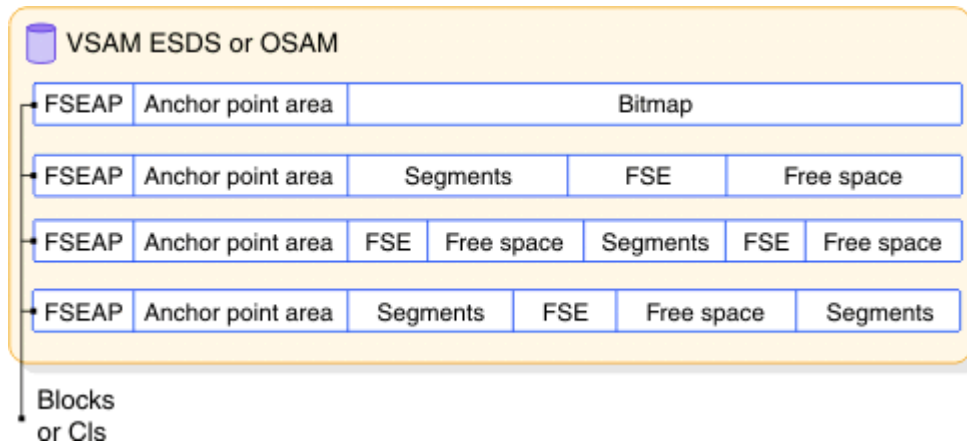 VSAM ESDS or OSAM
FSEAP Anchor point area Bitmap
FSEAP Anchor point area Segments FSE Free space
FSEAP Anchor point area FSE Free space Segments FSE Free space
FSEAP Anchor point area Segments FSE Free space Segments
Blocks
or CIs